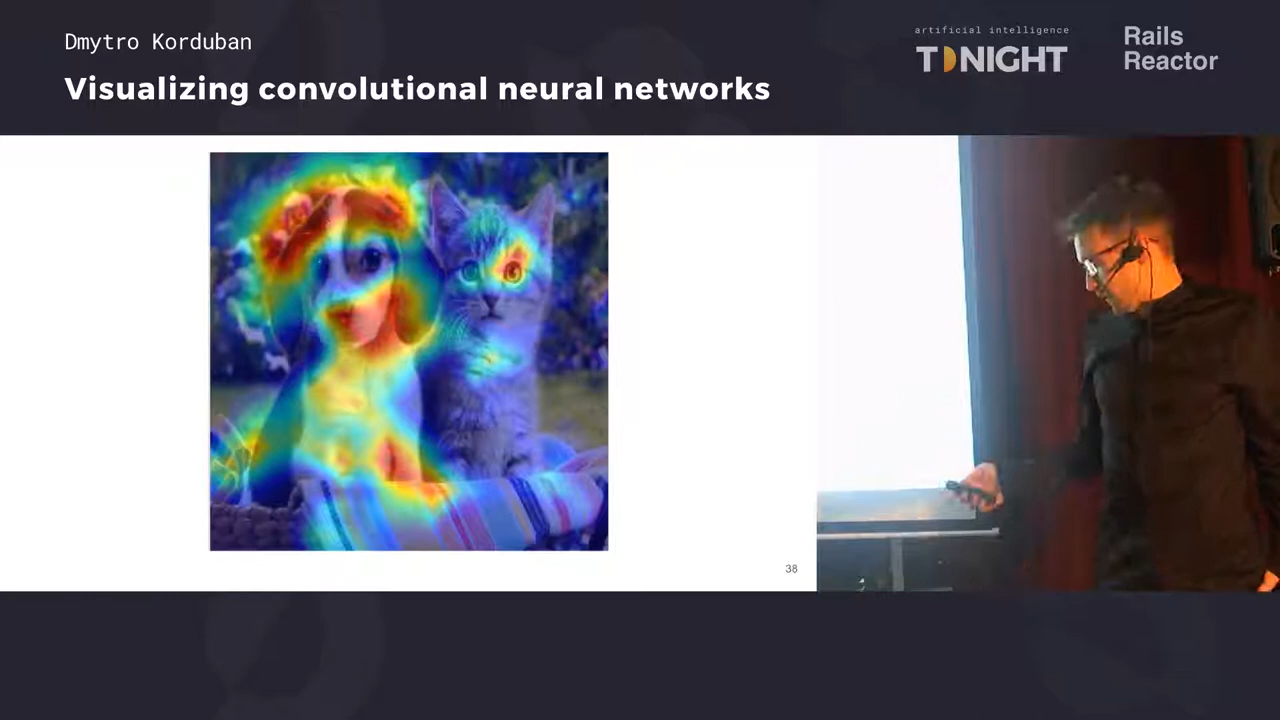 Dmytro Korduban
Visualizing convolutional neural networks
artificial intelligence
TONIGHT
Rails
Reactor
38